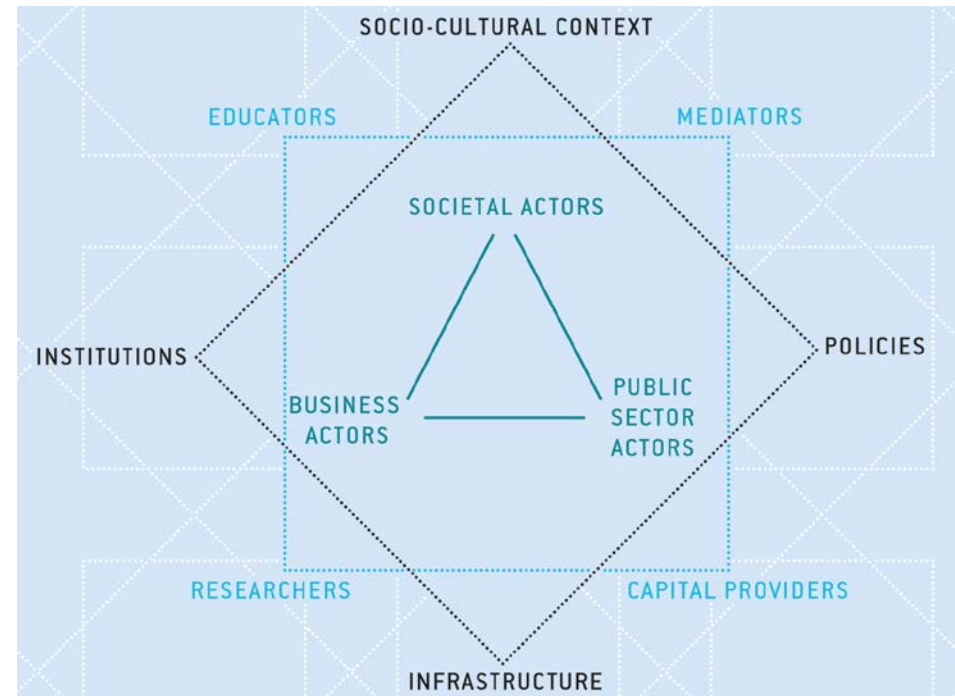 SOCIO-CULTURAL CONTEXT
EDUCATORS
MEDIATORS
SOCIETAL ACTORS
INSTITUTIONS
POLICIES
BUSINESS
ACTORS
PUBLIC
SECTOR
ACTORS
RESEARCHERS
CAPITAL PROVIDERS
INFRASTRUCTURE